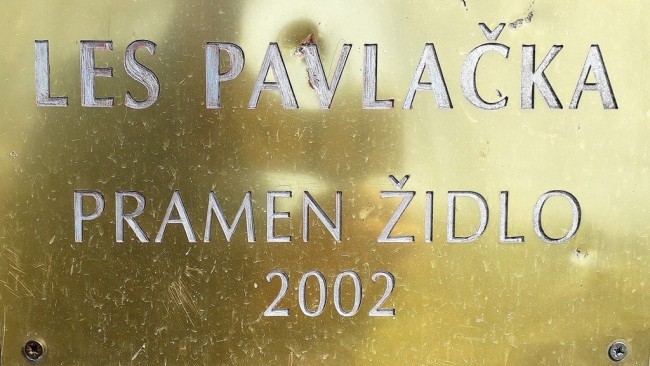 LES PAVLAČKA
PRAMEN ŽIDLO
2002